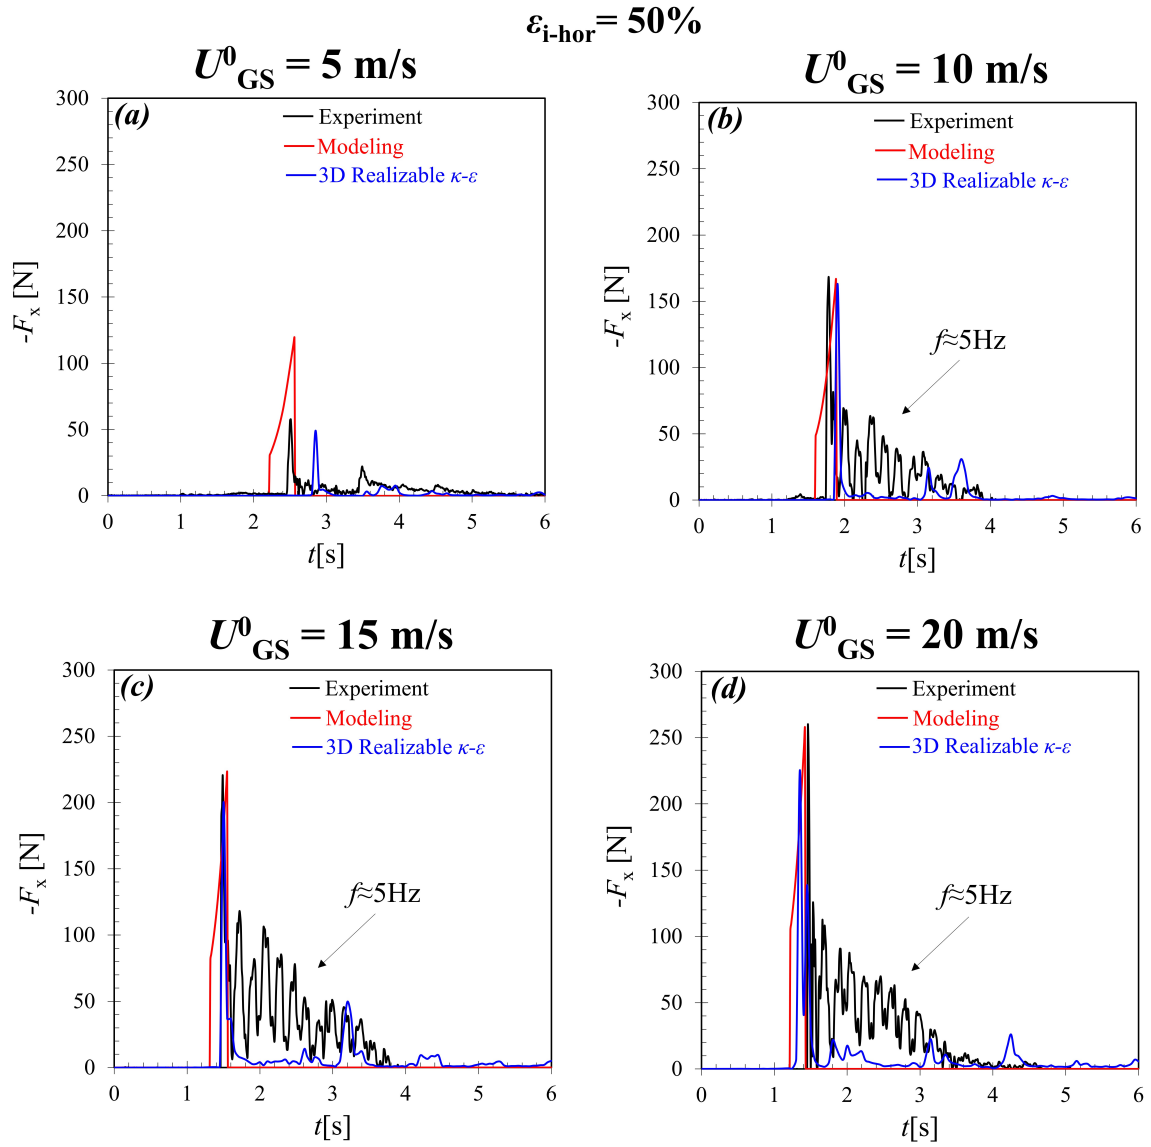 εi-hor= 50%
U⁰GS = 5 m/s
(a)
Experiment
Modeling
3D Realizable κ-ε
300
250
200
150
100
50
0
-Fx [N]
0 1 2 3 4 5 6
t[s]
U⁰GS = 10 m/s
(b)
Experiment
Modeling
3D Realizable κ-ε
f≈5Hz
300
250
200
150
100
50
0
-Fx [N]
0 1 2 3 4 5 6
t[s]
U⁰GS = 15 m/s
(c)
Experiment
Modeling
3D Realizable κ-ε
f≈5Hz
300
250
200
150
100
50
0
-Fx [N]
0 1 2 3 4 5 6
t[s]
U⁰GS = 20 m/s
(d)
Experiment
Modeling
3D Realizable κ-ε
f≈5Hz
300
250
200
150
100
50
0
-Fx [N]
0 1 2 3 4 5 6
t[s]